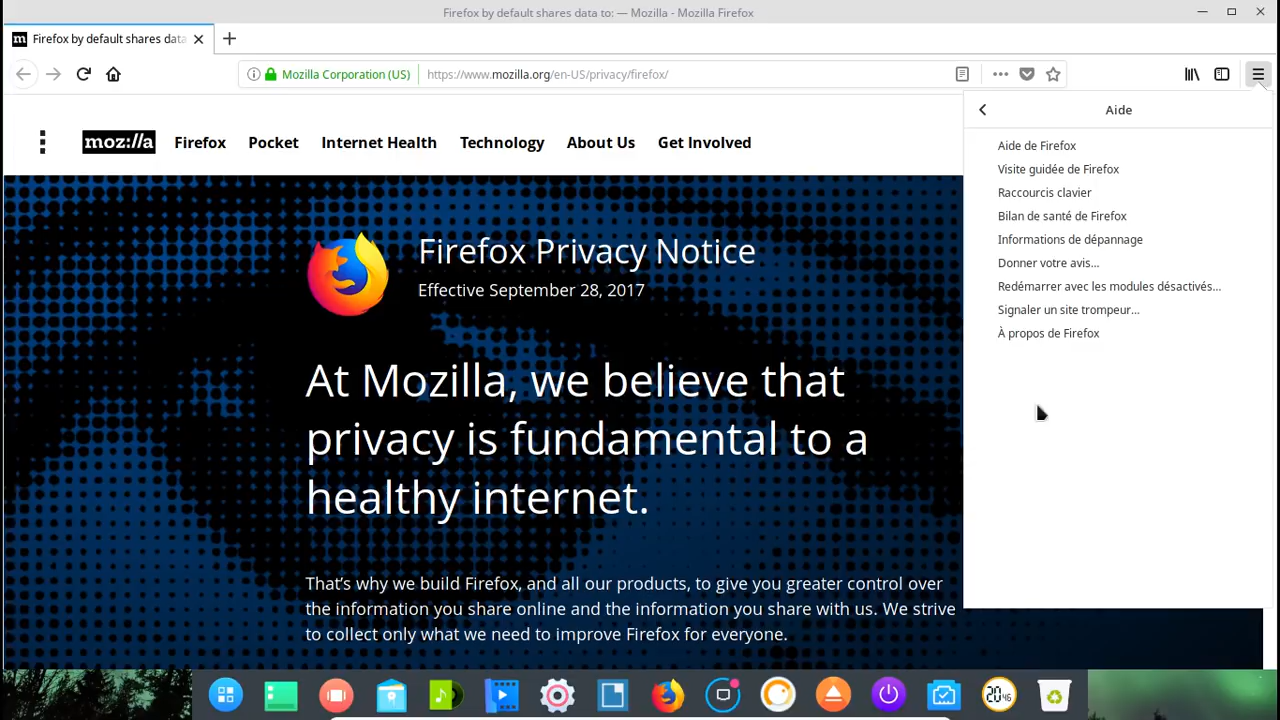 Firefox by default shares data to: — Mozilla - Mozilla Firefox
m Firefox by default shares data
Mozilla Corporation (US) https://www.mozilla.org/en-US/privacy/firefox/
Aide
Aide de Firefox
Visite guidée de Firefox
Raccourcis clavier
Bilan de santé de Firefox
Informations de dépannage
Donner votre avis...
Redémarrer avec les modules désactivés...
Signaler un site trompeur...
À propos de Firefox
moz://a Firefox Pocket Internet Health Technology About Us Get Involved
Firefox Privacy Notice
Effective September 28, 2017
At Mozilla, we believe that
privacy is fundamental to a
healthy internet.
That's why we build Firefox, and all our products, to give you greater control over
the information you share online and the information you share with us. We strive
to collect only what we need to improve Firefox for everyone.
20 46